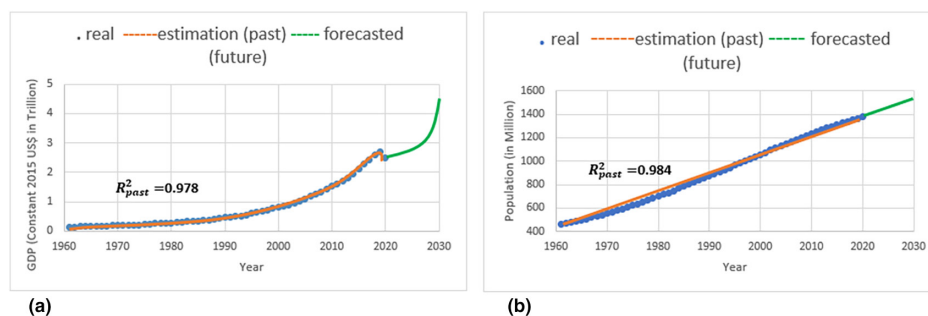 . real estimation (past) forecasted
(future)
GDP (Constant 2015 US$ in Trillion)
5
4
3
2
1
0
R²past =0.978
1960 1970 1980 1990 2000 2010 2020 2030
Year
(a)
real estimation (past) forecasted
(future)
Population (in Million)
1600
1400
1200
1000
800
600
400
R²past =0.984
1960 1970 1980 1990 2000 2010 2020 2030
Year
(b)